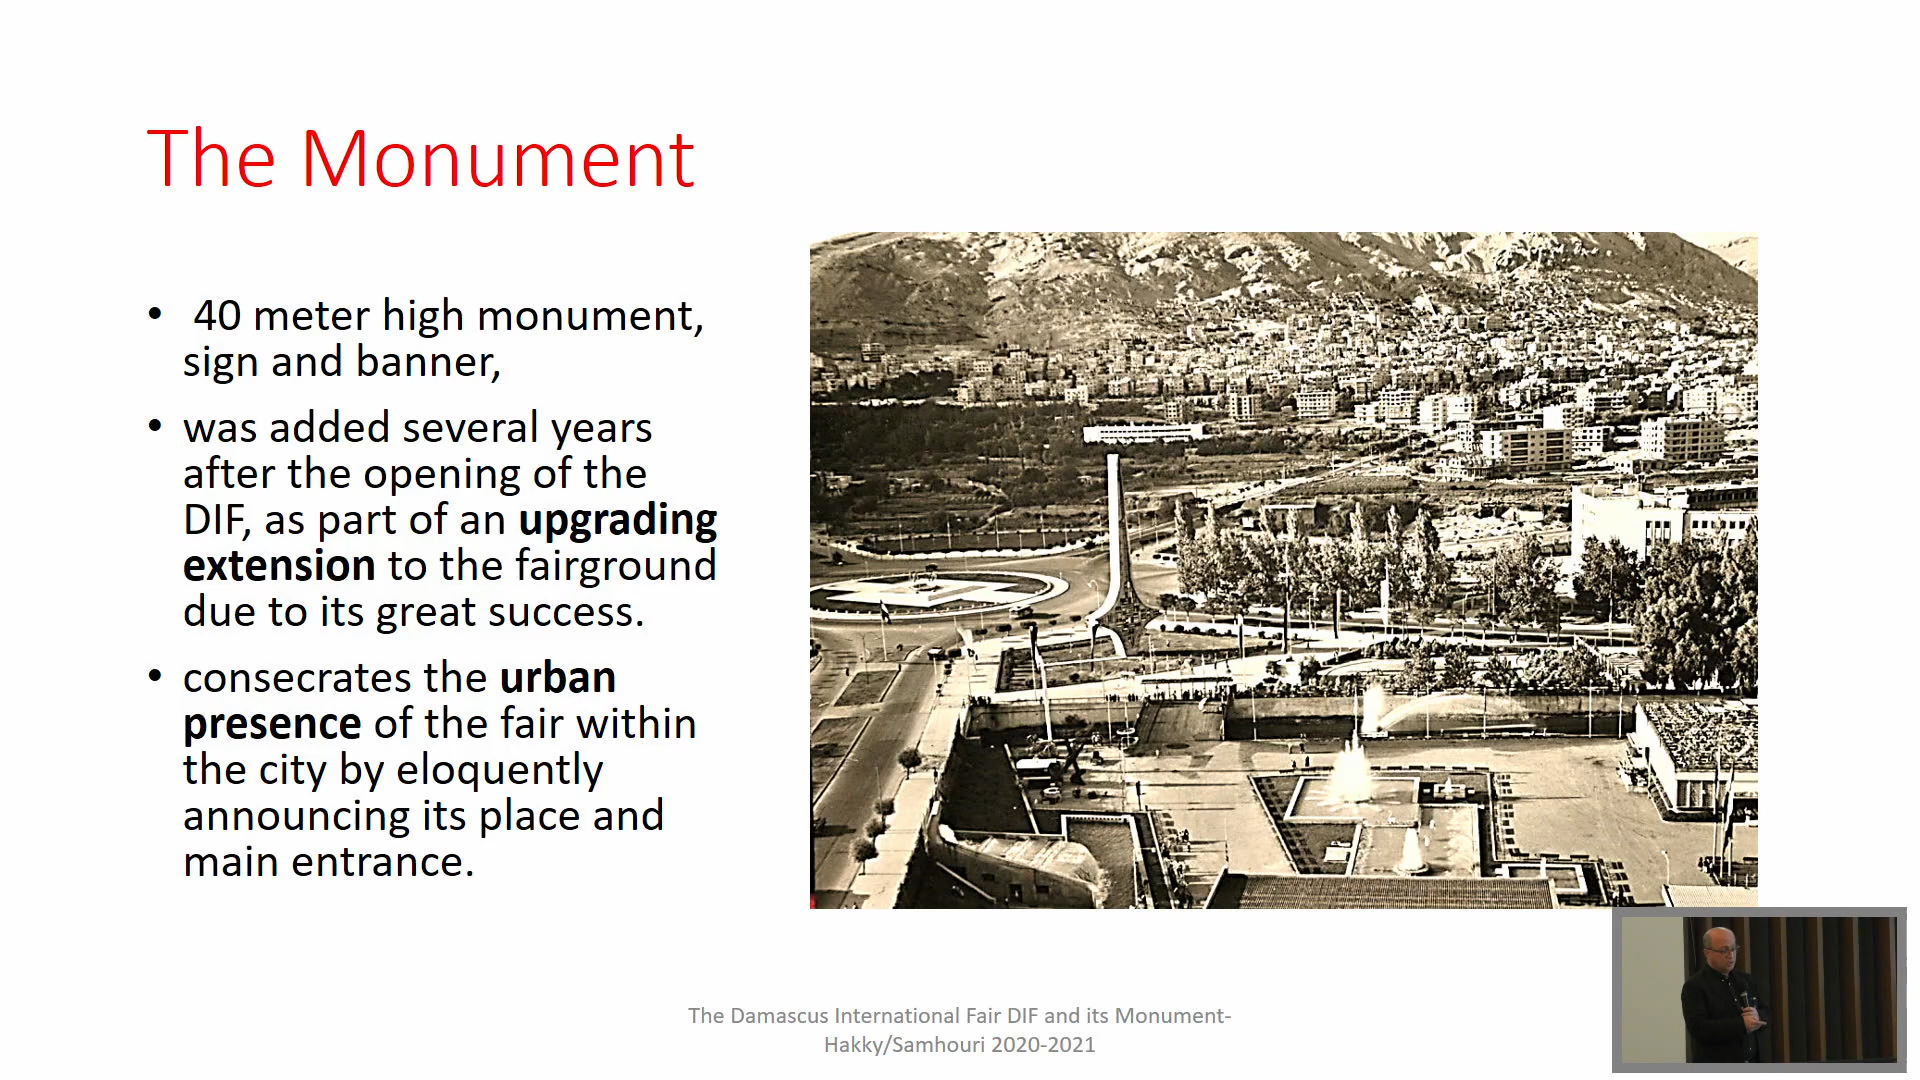 The Monument
• 40 meter high monument,
sign and banner,
• was added several years
after the opening of the
DIF, as part of an upgrading
extension to the fairground
due to its great success.
• consecrates the urban
presence of the fair within
the city by eloquently
announcing its place and
main entrance.
The Damascus International Fair DIF and its Monument-
Hakky/Samhouri 2020-2021